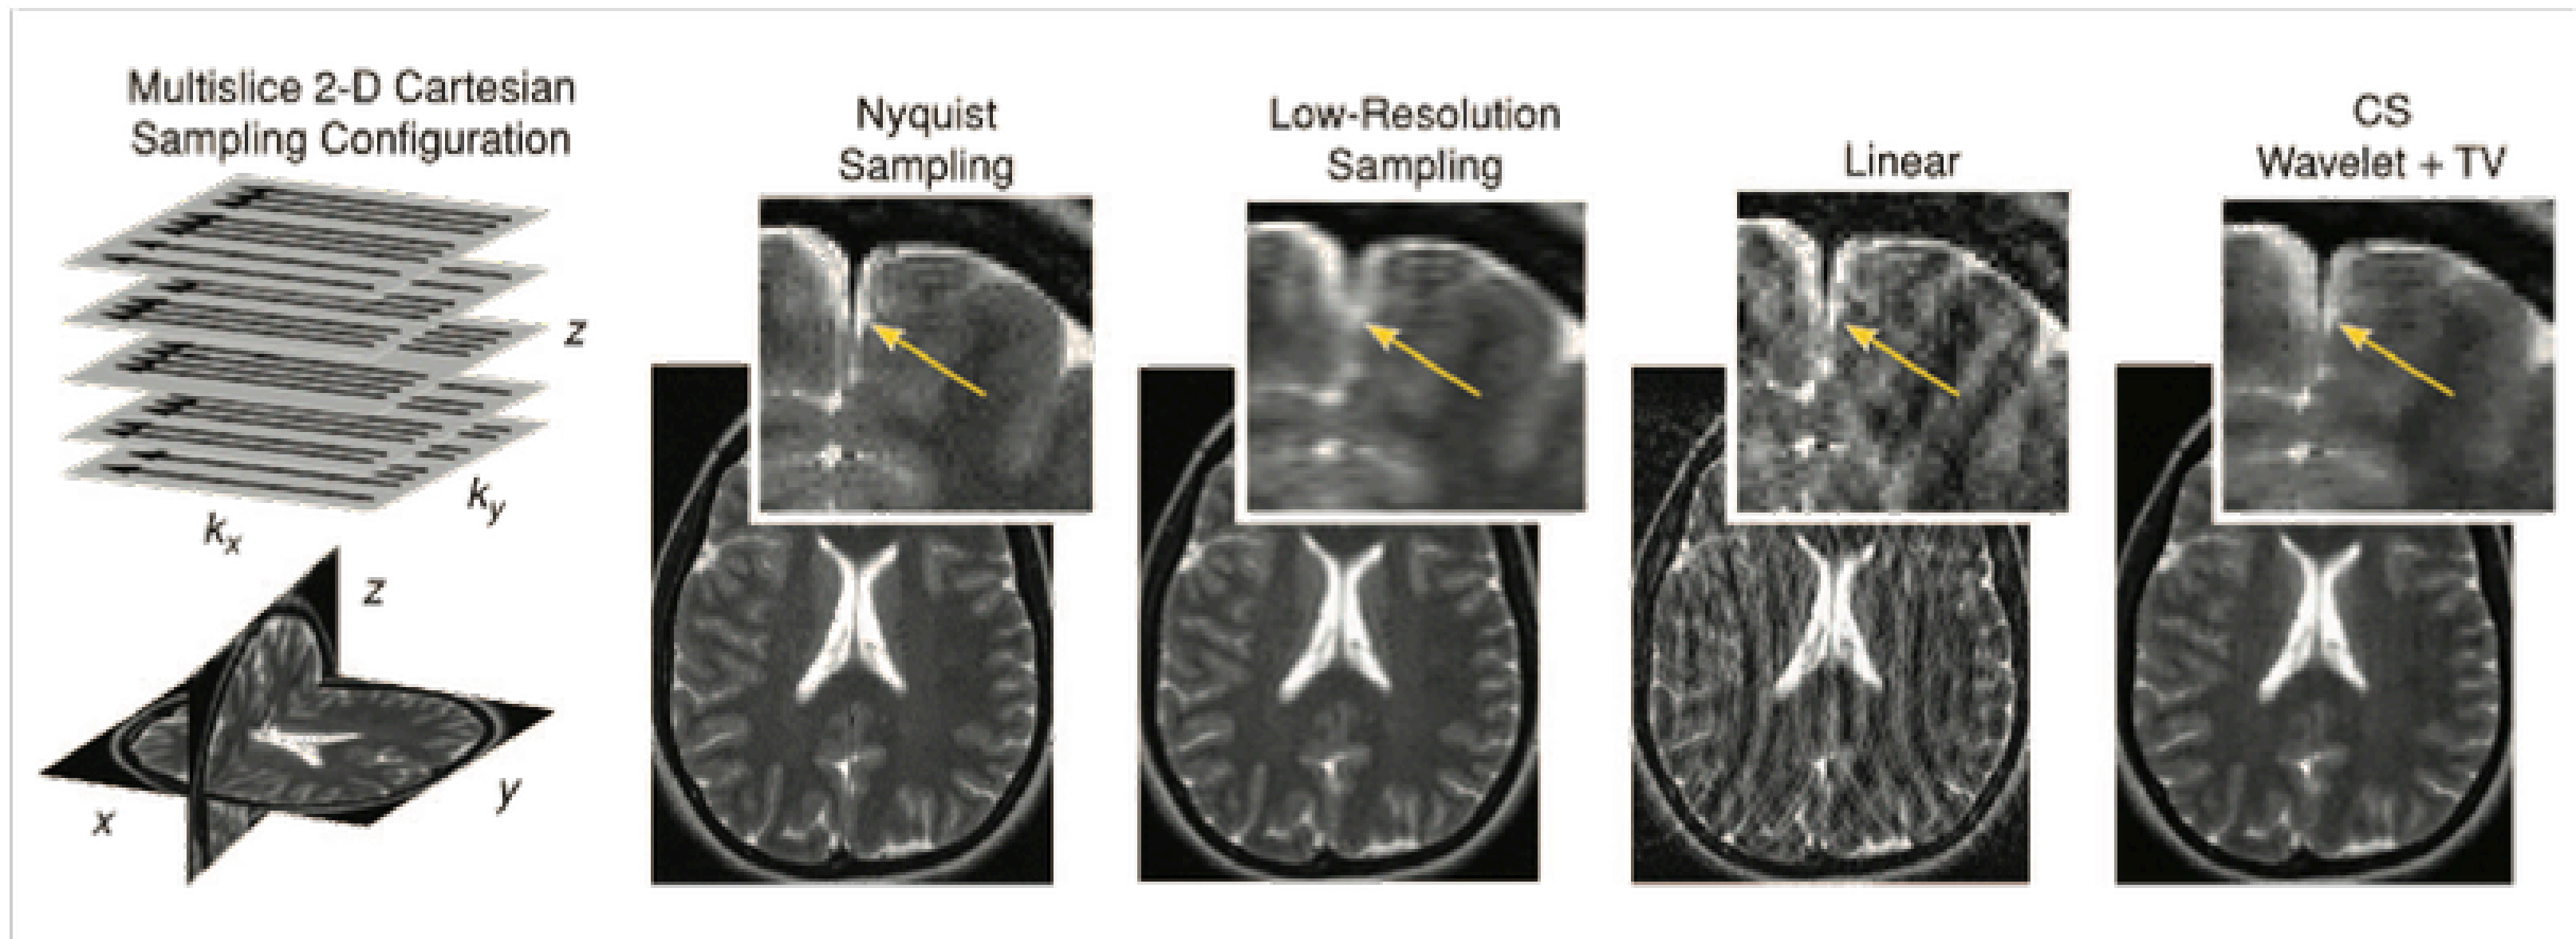 Multislice 2-D Cartesian
Sampling Configuration
z
kx
ky
z
x
y
Nyquist
Sampling
Low-Resolution
Sampling
Linear
CS
Wavelet + TV